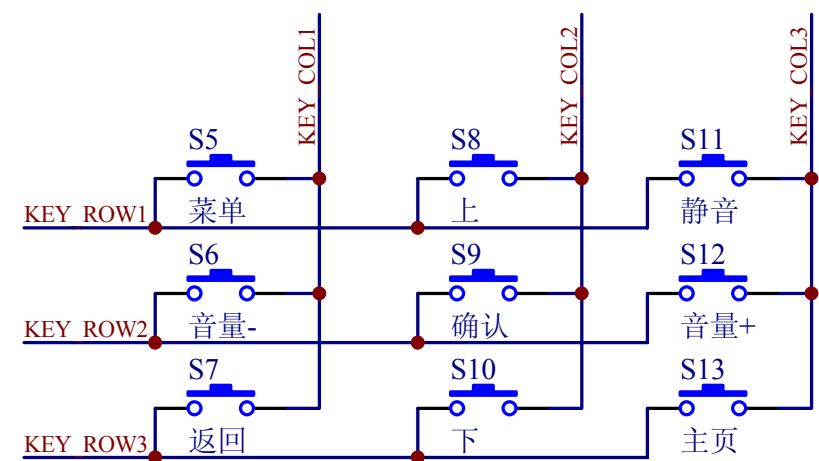 KEY_COL1
KEY_COL2
KEY_COL3
S5
S8
S11
KEY_ROW1
菜单
上
静音
S6
S9
S12
KEY_ROW2
音量-
确认
音量+
S7
S10
S13
KEY_ROW3
返回
下
主页